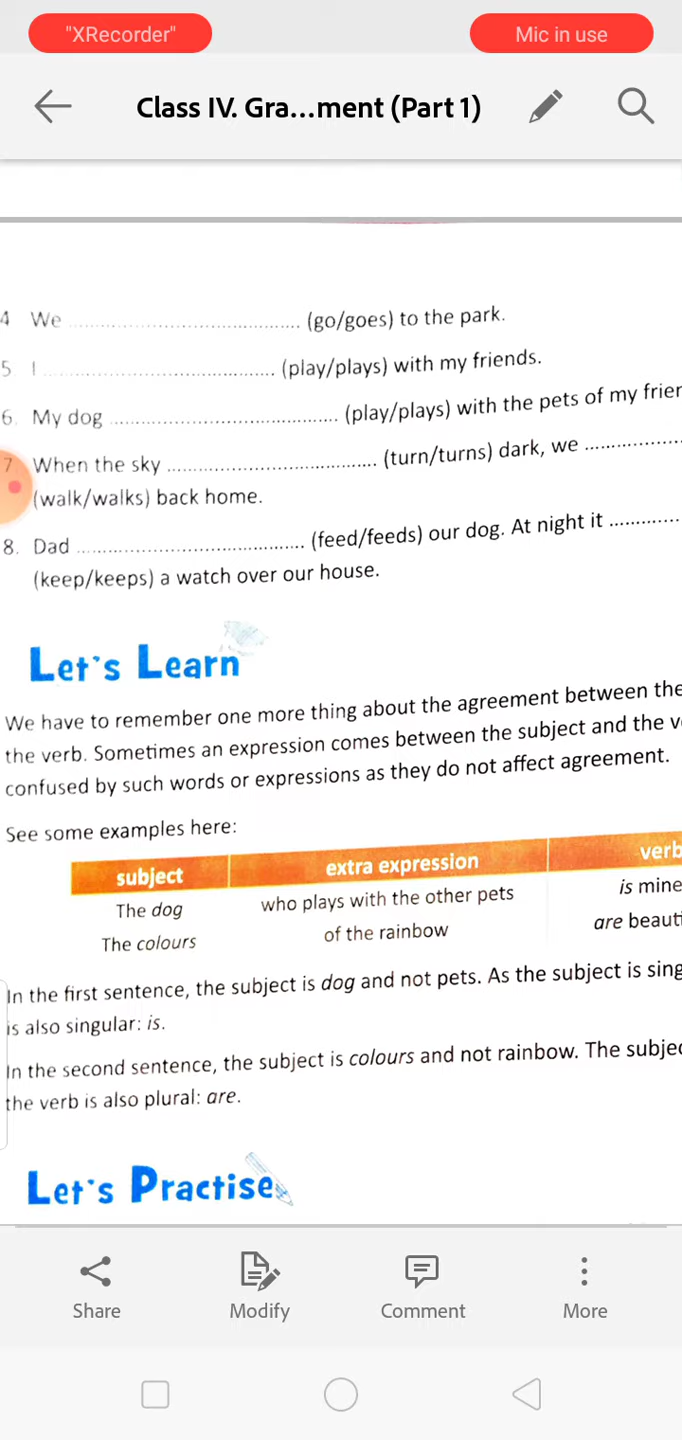 "XRecorder"
Mic in use
Class IV. Gra...ment (Part 1)
4 We .................................. (go/goes) to the park.
5 I .................................. (play/plays) with my friends.
6. My dog .................................. (play/plays) with the pets of my frien
7 When the sky .................................. (turn/turns) dark, we ..............
(walk/walks) back home.
8. Dad .................................. (feed/feeds) our dog. At night it ............
(keep/keeps) a watch over our house.
Let's Learn
We have to remember one more thing about the agreement between the
the verb. Sometimes an expression comes between the subject and the v
confused by such words or expressions as they do not affect agreement.
See some examples here:
subject extra expression verb
The dog who plays with the other pets is mine
The colours of the rainbow are beauti
In the first sentence, the subject is dog and not pets. As the subject is sing
is also singular: is.
In the second sentence, the subject is colours and not rainbow. The subjec
the verb is also plural: are.
Let's Practise
Share
Modify
Comment
More